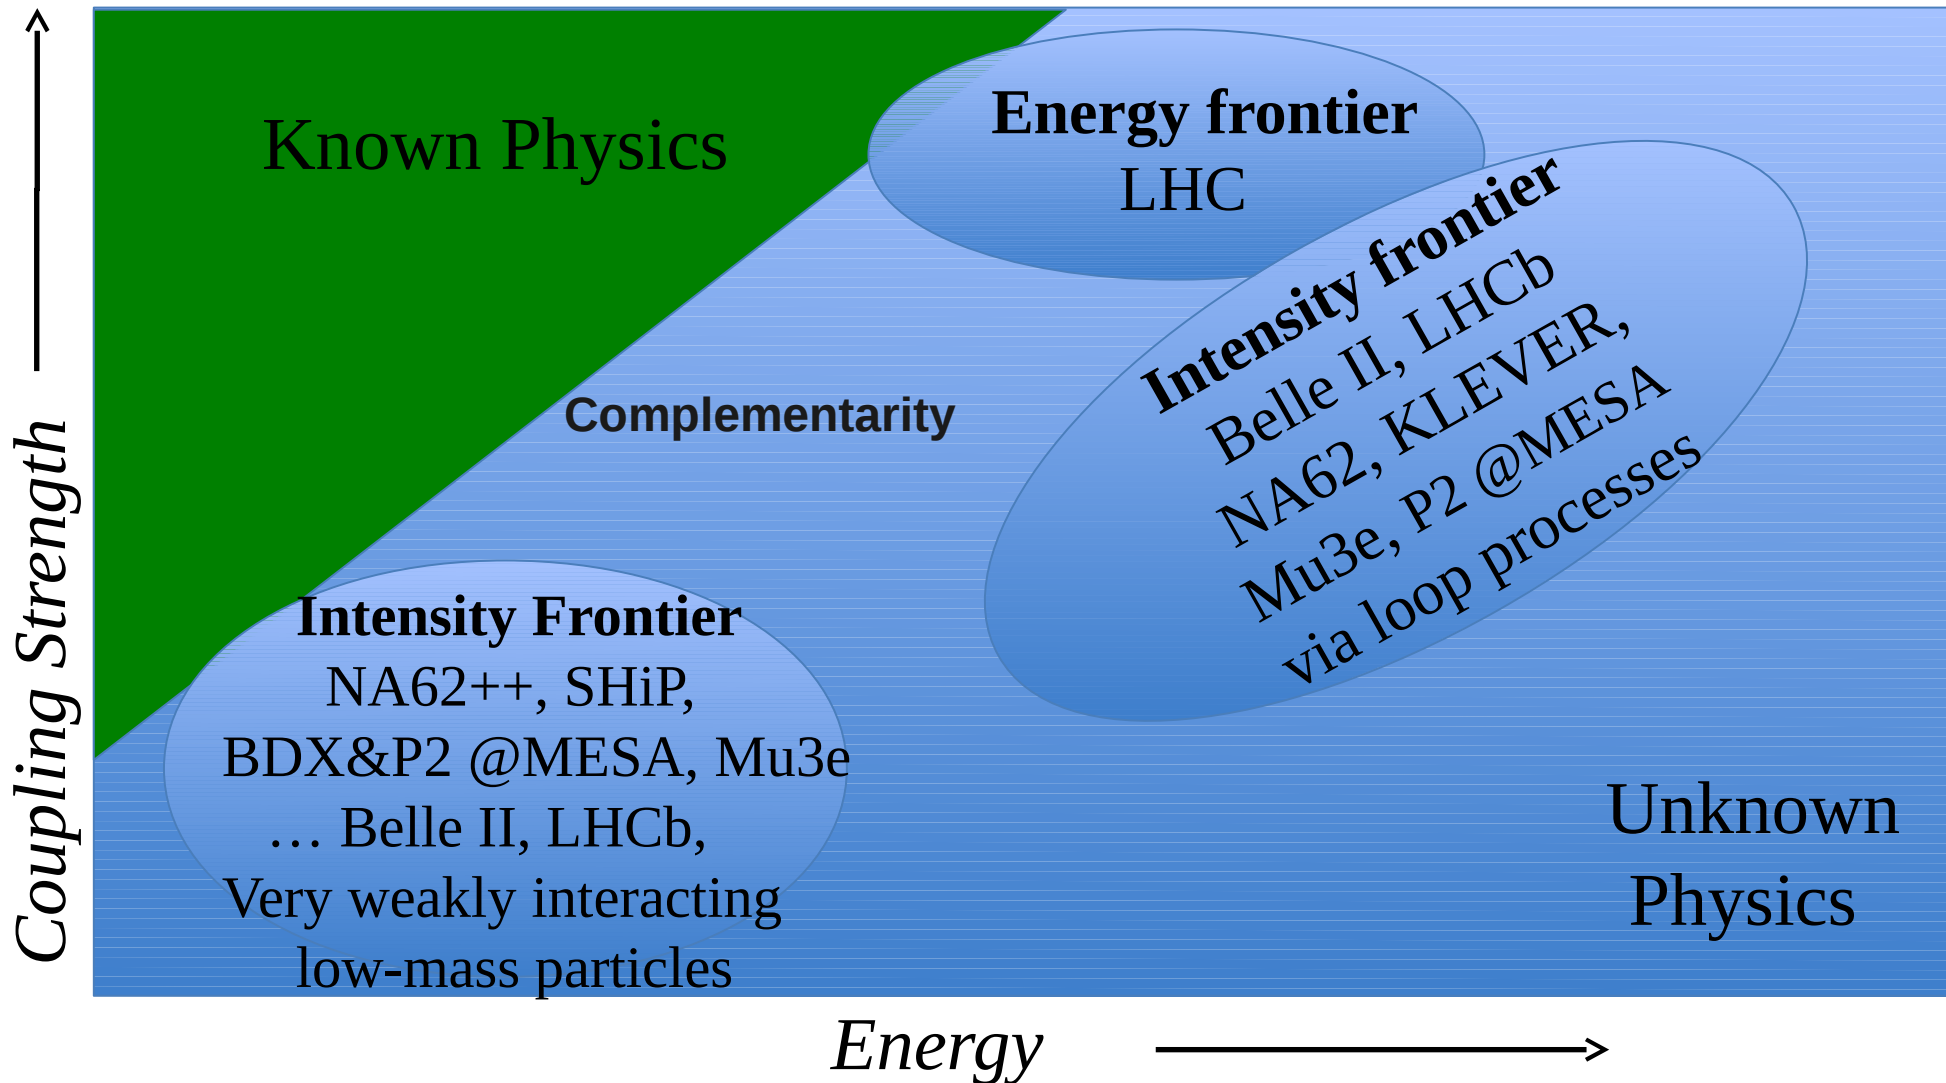 Known Physics
Energy frontier
LHC
Intensity frontier
Belle II, LHCb
NA62, KLEVER,
Mu3e, P2 @MESA
via loop processes
Complementarity
Intensity Frontier
NA62++, SHiP,
BDX&P2 @MESA, Mu3e
… Belle II, LHCb,
Very weakly interacting
low-mass particles
Unknown
Physics
Coupling Strength
Energy